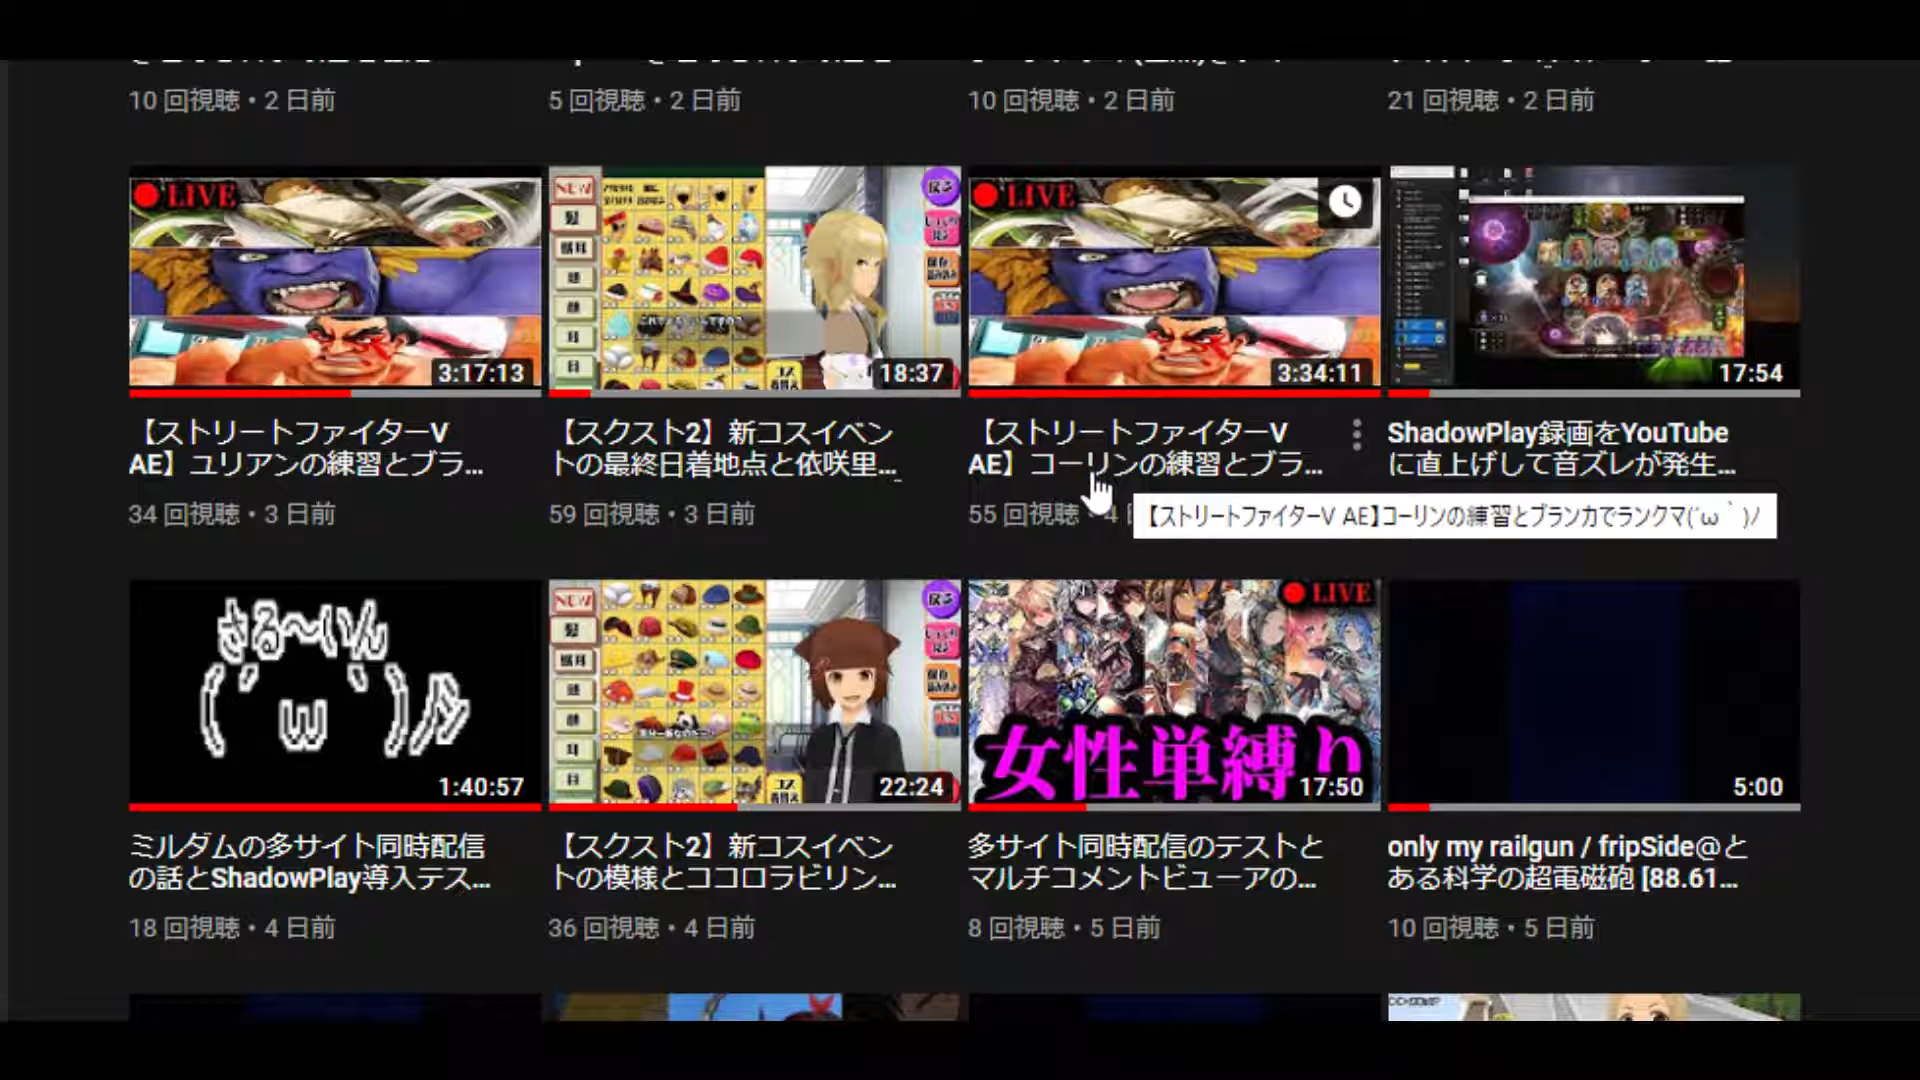 10 回視聴・2 日前
5 回視聴・2 日前
10 回視聴・2 日前
21 回視聴・2 日前
LIVE
3:17:13
NEW
髪
耳
目
戻る
18:37
LIVE
3:34:11
17:54
【ストリートファイターV
AE】ユリアンの練習とブラ...
34 回視聴・3 日前
【スクスト2】新コスイベン
トの最終日着地点と依咲里...
59 回視聴・3 日前
【ストリートファイターV
AE】コーリンの練習とブラ...
55 回視聴・4
【ストリートファイターV AE】コーリンの練習とブランカでランクマ(´ω｀)ﾉ
ShadowPlay録画をYouTube
に直上げして音ズレが発生...
さる～いん
(´ω｀)ﾉｼ
1:40:57
NEW
髪
耳
目
戻る
22:24
LIVE
女性単縛り
17:50
5:00
ミルダムの多サイト同時配信
の話とShadowPlay導入テス...
18 回視聴・4 日前
【スクスト2】新コスイベン
トの模様とココロラビリン...
36 回視聴・4 日前
多サイト同時配信のテストと
マルチコメントビューアの...
8 回視聴・5 日前
only my railgun / fripSide@と
ある科学の超電磁砲 [88.61...
10 回視聴・5 日前